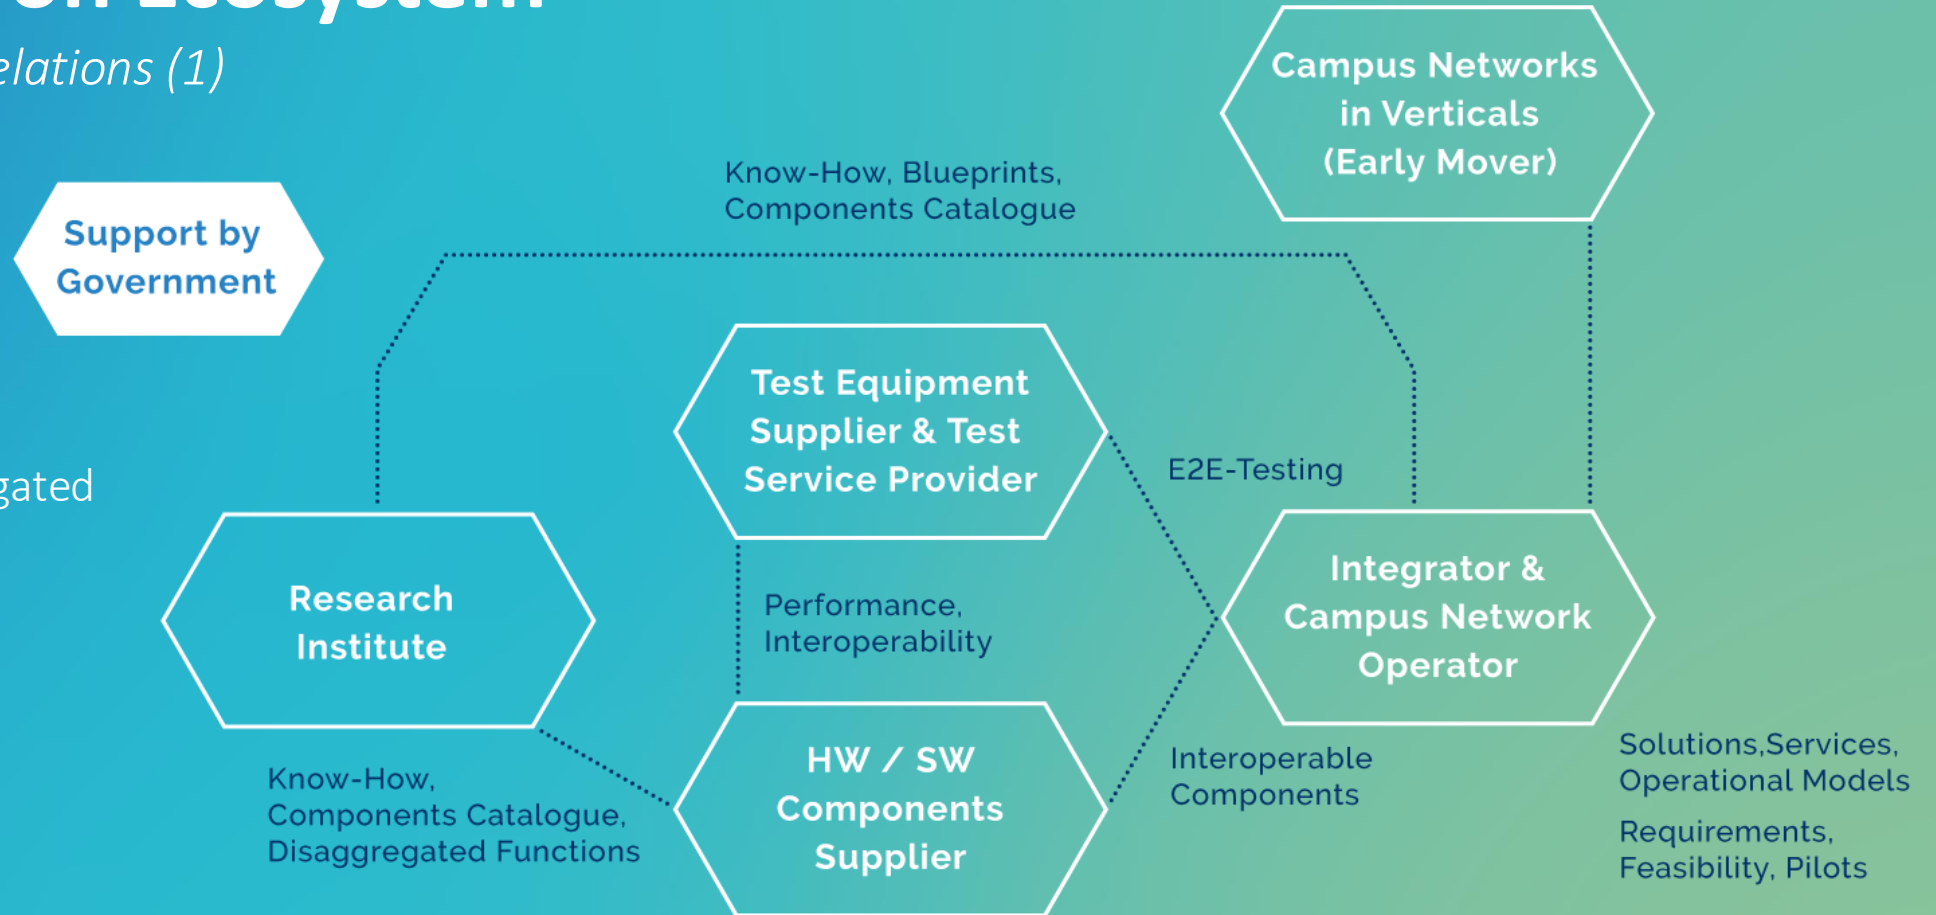 elations (1)
Campus Networks
in Verticals
(Early Mover)
Know-How, Blueprints,
Components Catalogue
Support by
Government
Test Equipment
Supplier & Test
Service Provider
E2E-Testing
gated
Research
Institute
Performance,
Interoperability
Integrator &
Campus Network
Operator
Know-How,
Components Catalogue,
Disaggregated Functions
HW / SW
Components
Supplier
Interoperable
Components
Solutions,Services,
Operational Models
Requirements,
Feasibility, Pilots